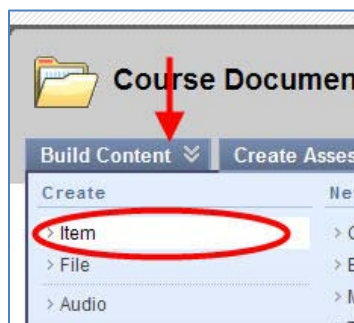 Course Documen
Build Content Create Asses
Create Ne
Item
File
Audio